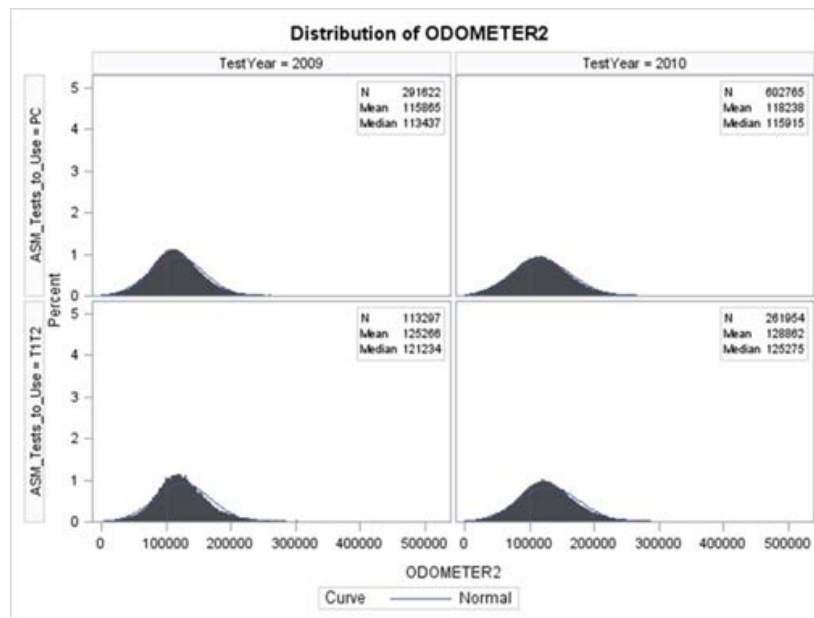 Distribution of ODOMETER2
TestYear = 2009
TestYear = 2010
ASM_Tests_to_Use = PC
ASM_Tests_to_Use = T1T2
Percent
5
4
3
2
1
0
N 291622
Mean 115865
Median 113437
N 602765
Mean 118238
Median 115915
5
4
3
2
1
0
N 113297
Mean 125266
Median 121234
N 261954
Mean 128862
Median 125275
0 100000 200000 300000 400000 500000
0 100000 200000 300000 400000 500000
ODOMETER2
Curve Normal